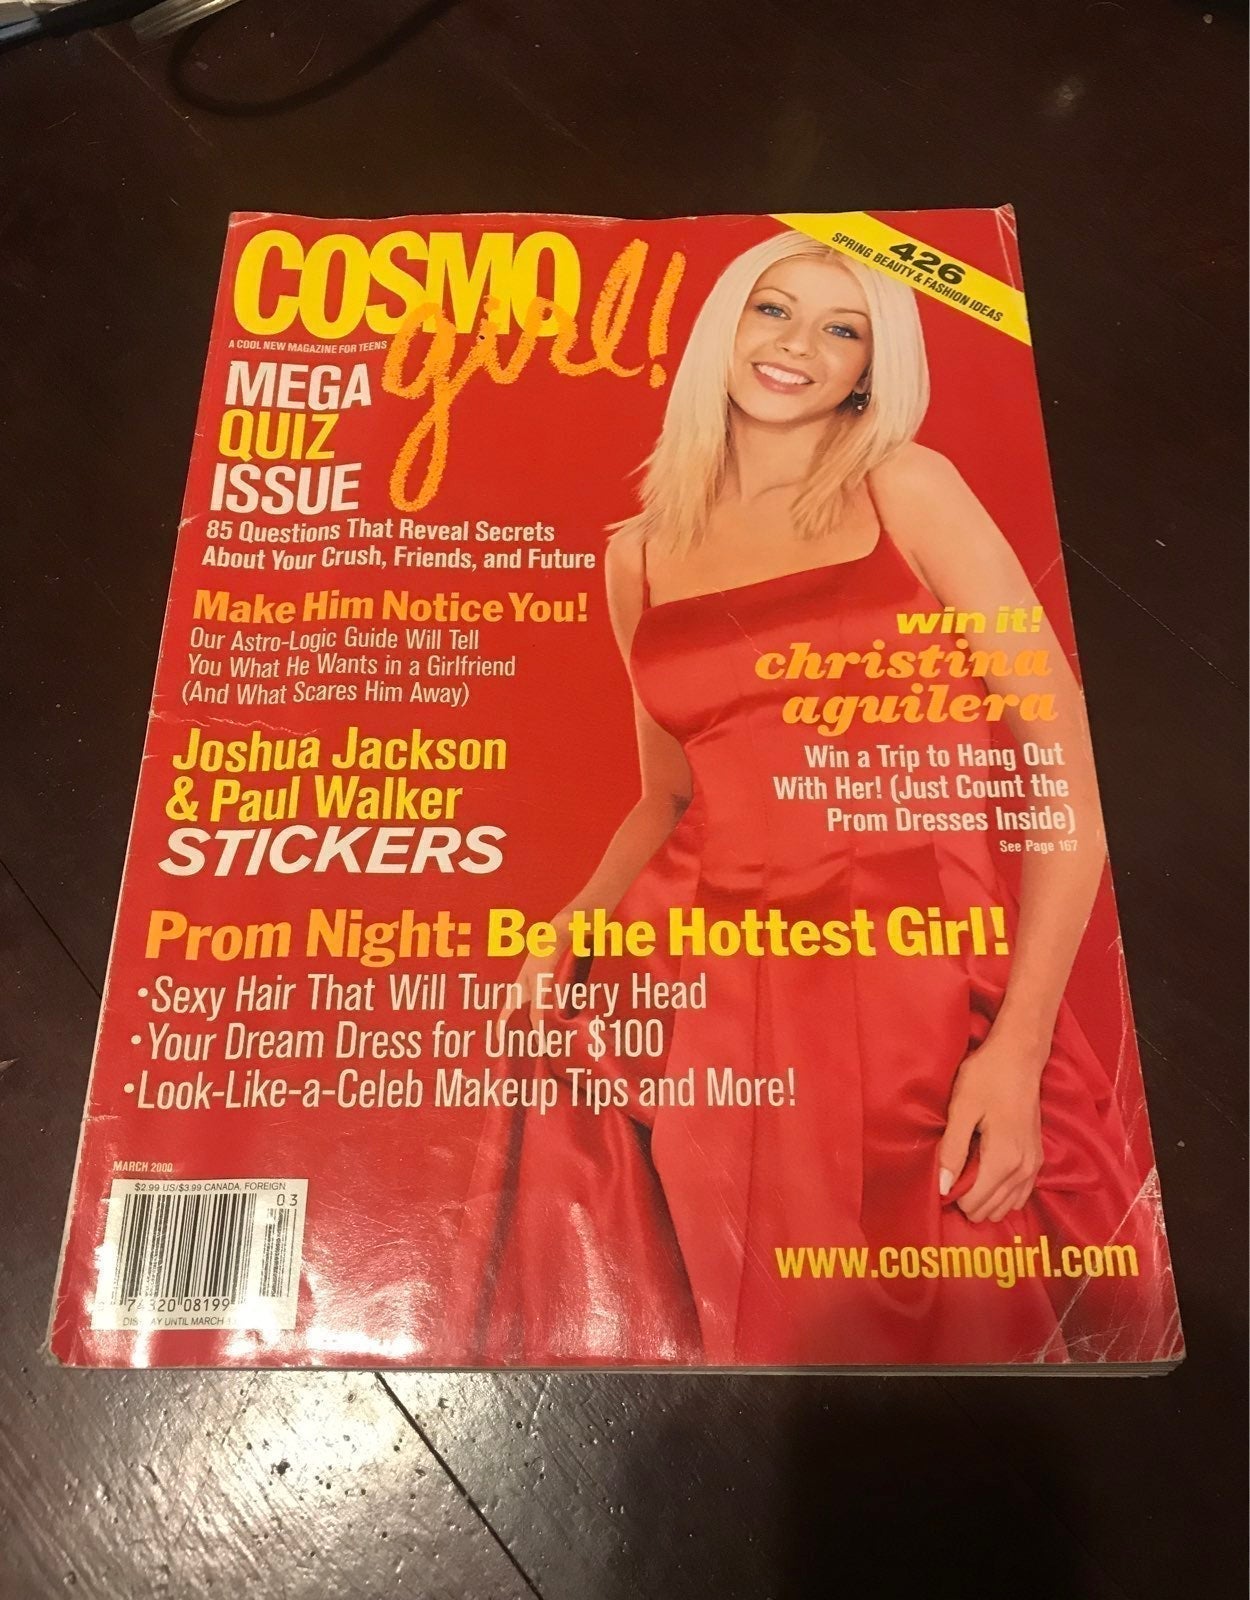 COSMO
girl!
A COOL NEW MAGAZINE FOR TEENS
426
SPRING BEAUTY & FASHION IDEAS
MEGA
QUIZ
ISSUE
85 Questions That Reveal Secrets
About Your Crush, Friends, and Future
Make Him Notice You!
Our Astro-Logic Guide Will Tell
You What He Wants in a Girlfriend
(And What Scares Him Away)
win it!
christina
aguilera
Win a Trip to Hang Out
With Her! (Just Count the
Prom Dresses Inside)
See Page 167
Joshua Jackson
& Paul Walker
STICKERS
Prom Night: Be the Hottest Girl!
•Sexy Hair That Will Turn Every Head
•Your Dream Dress for Under $100
•Look-Like-a-Celeb Makeup Tips and More!
MARCH 2000
$2.99 US/$3.99 CANADA, FOREIGN
03
74820 08199
DISPLAY UNTIL MARCH
www.cosmogirl.com